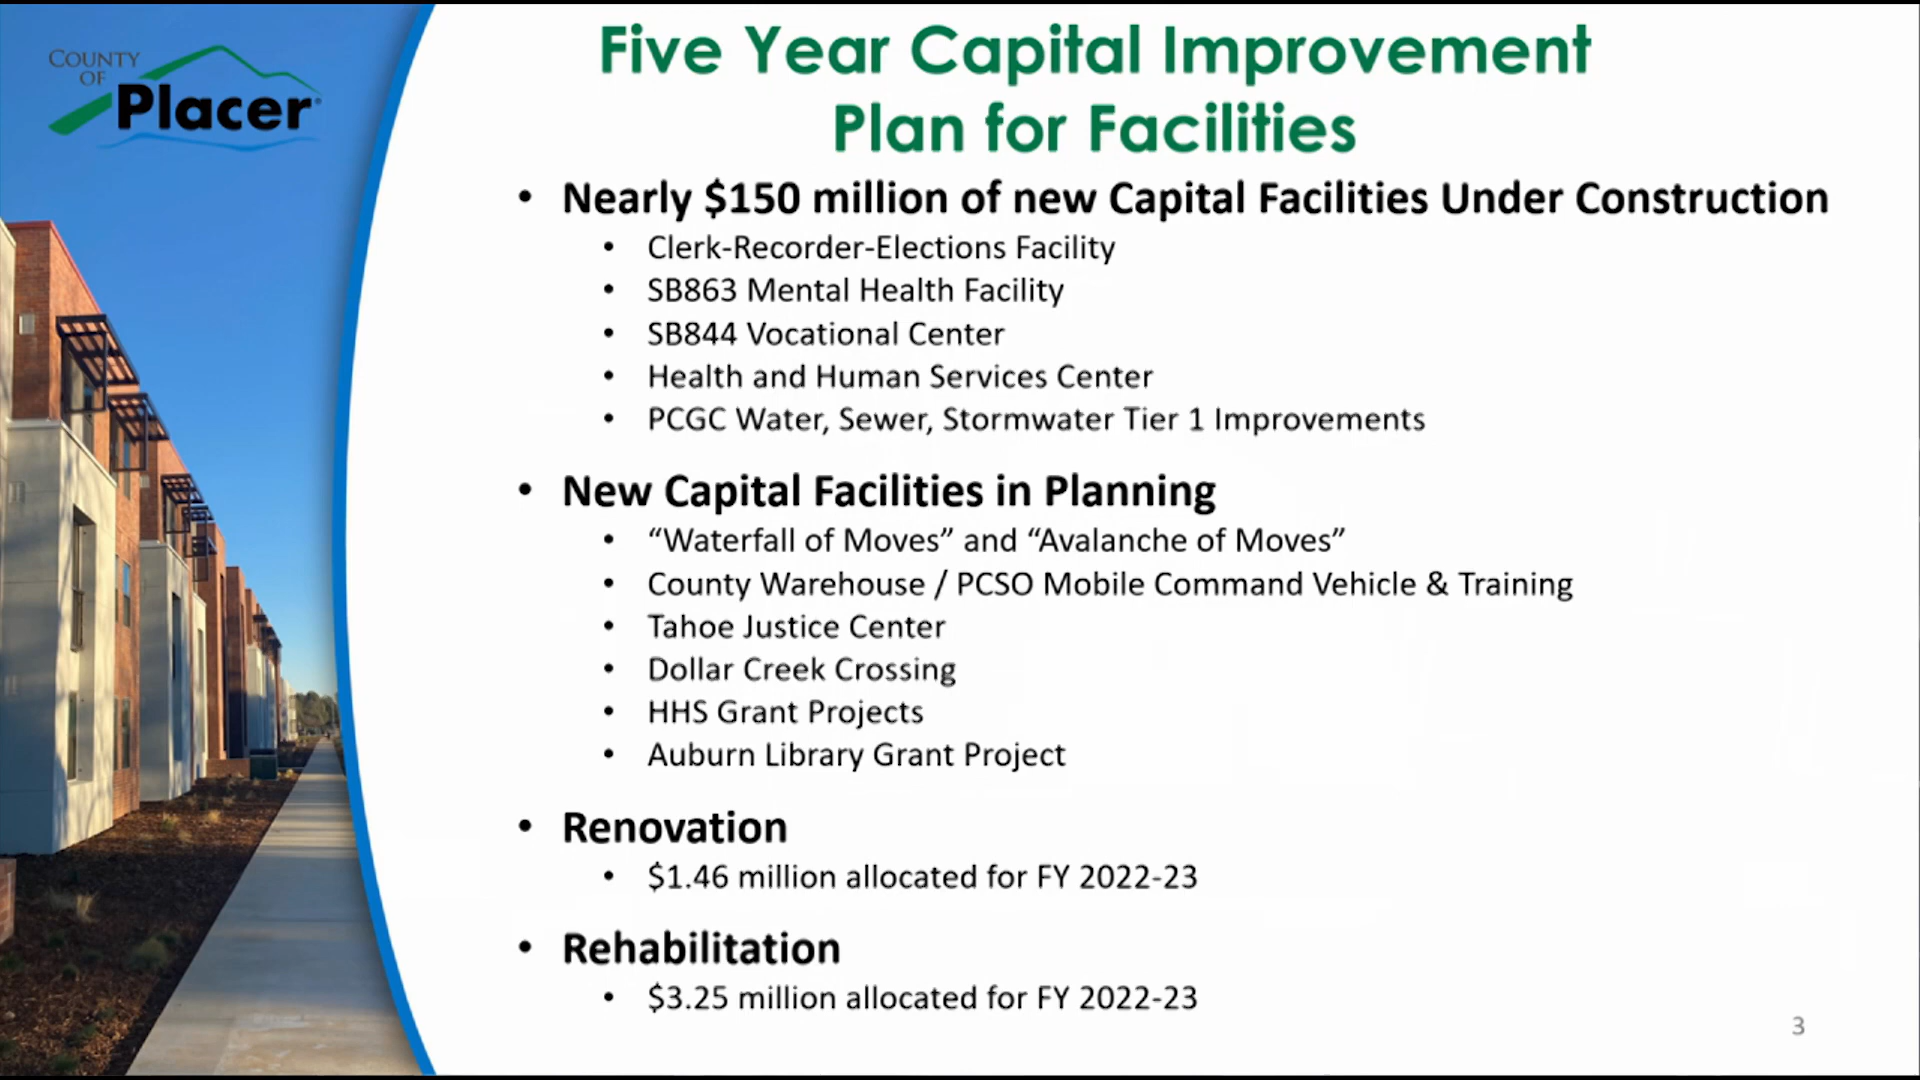 COUNTY
OF
Placer
Five Year Capital Improvement
Plan for Facilities
• Nearly $150 million of new Capital Facilities Under Construction
• Clerk-Recorder-Elections Facility
• SB863 Mental Health Facility
• SB844 Vocational Center
• Health and Human Services Center
• PCGC Water, Sewer, Stormwater Tier 1 Improvements
• New Capital Facilities in Planning
• “Waterfall of Moves” and “Avalanche of Moves”
• County Warehouse / PCSO Mobile Command Vehicle & Training
• Tahoe Justice Center
• Dollar Creek Crossing
• HHS Grant Projects
• Auburn Library Grant Project
• Renovation
• $1.46 million allocated for FY 2022-23
• Rehabilitation
• $3.25 million allocated for FY 2022-23
3